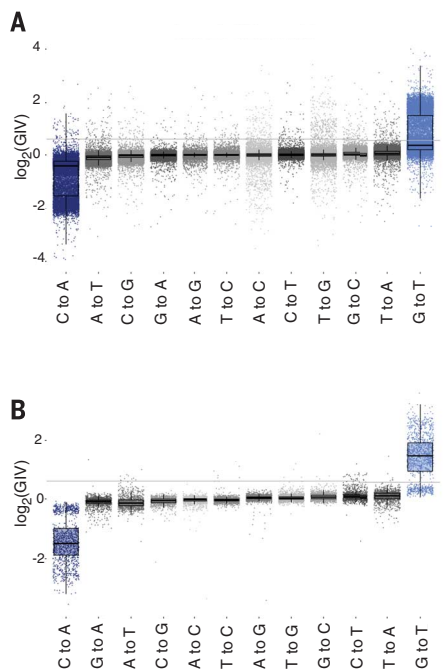 A
4
2
0
-2
-4
log2(GIV)
C to A
A to T
C to G
G to A
A to G
T to C
A to C
C to T
T to G
G to C
T to A
G to T
B
2
0
-2
log2(GIV)
C to A
G to A
A to T
C to G
A to C
T to C
A to G
T to G
G to C
C to T
T to A
G to T